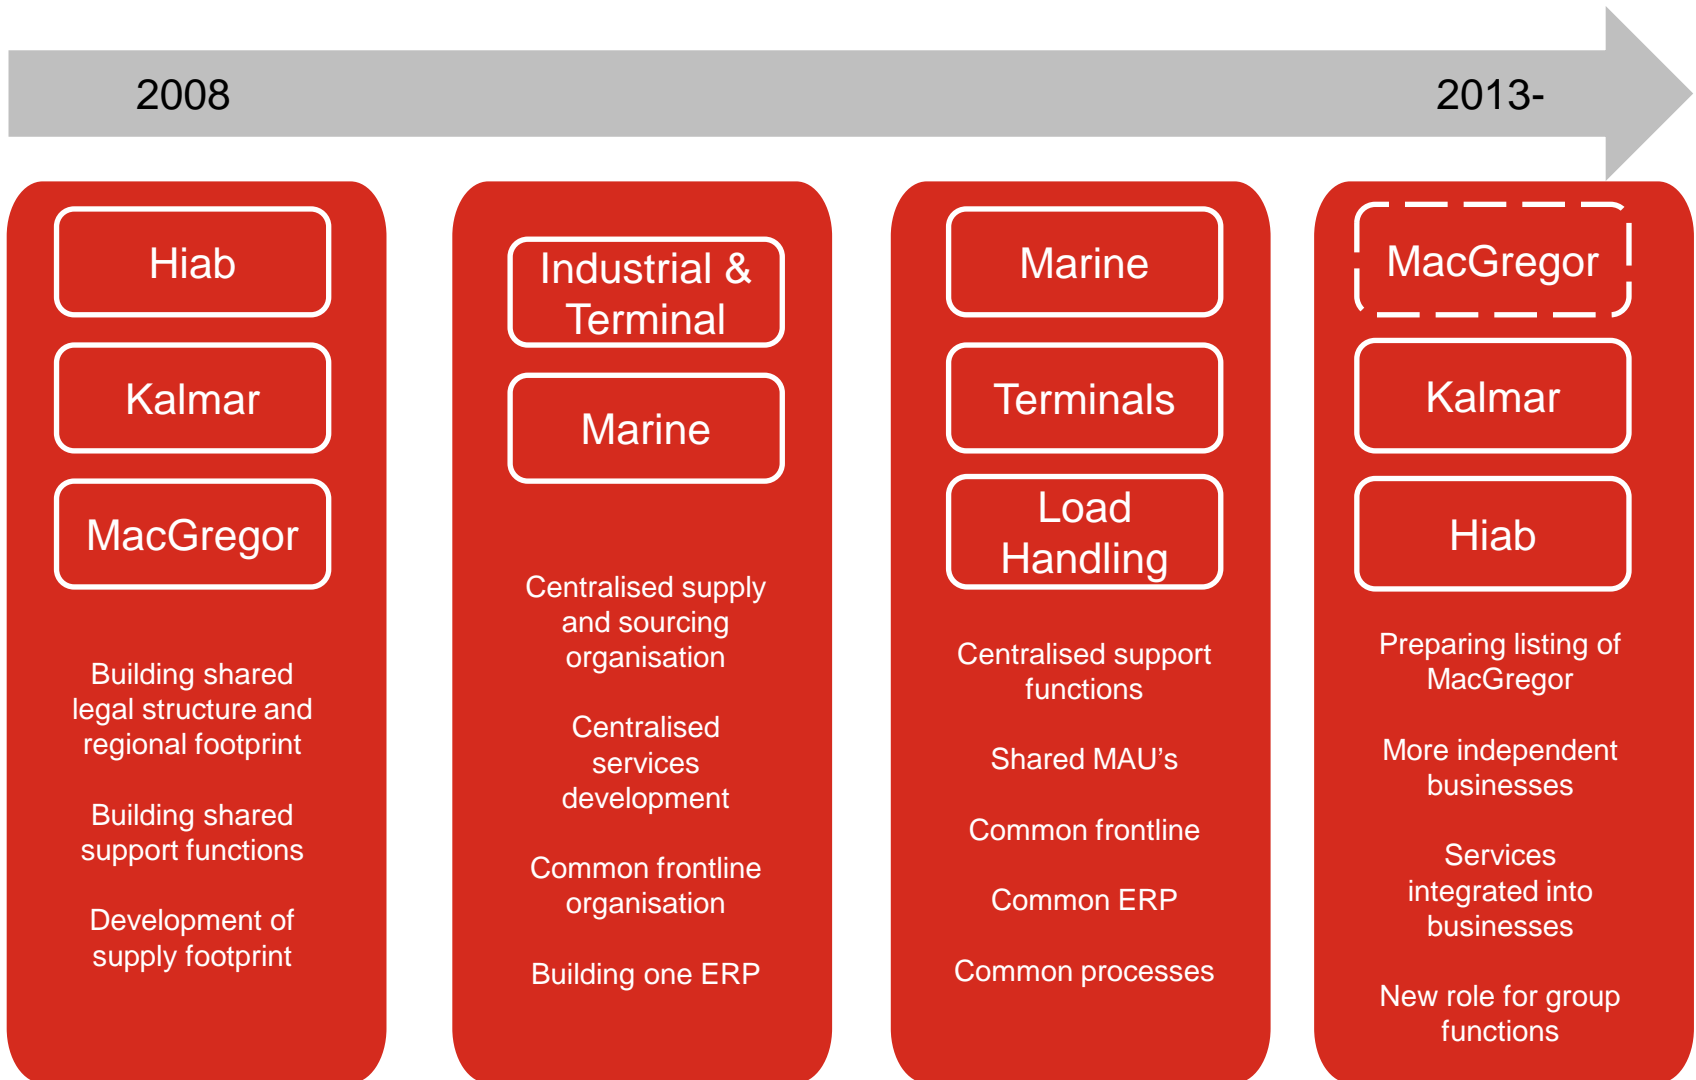 2008
2013-
Hiab
Kalmar
MacGregor
Building shared
legal structure and
regional footprint
Building shared
support functions
Development of
supply footprint
Industrial &
Terminal
Marine
Centralised supply
and sourcing
organisation
Centralised
services
development
Common frontline
organisation
Building one ERP
Marine
Terminals
Load
Handling
Centralised support
functions
Shared MAU's
Common frontline
Common ERP
Common processes
MacGregor
Kalmar
Hiab
Preparing listing of
MacGregor
More independent
businesses
Services
integrated into
businesses
New role for group
functions